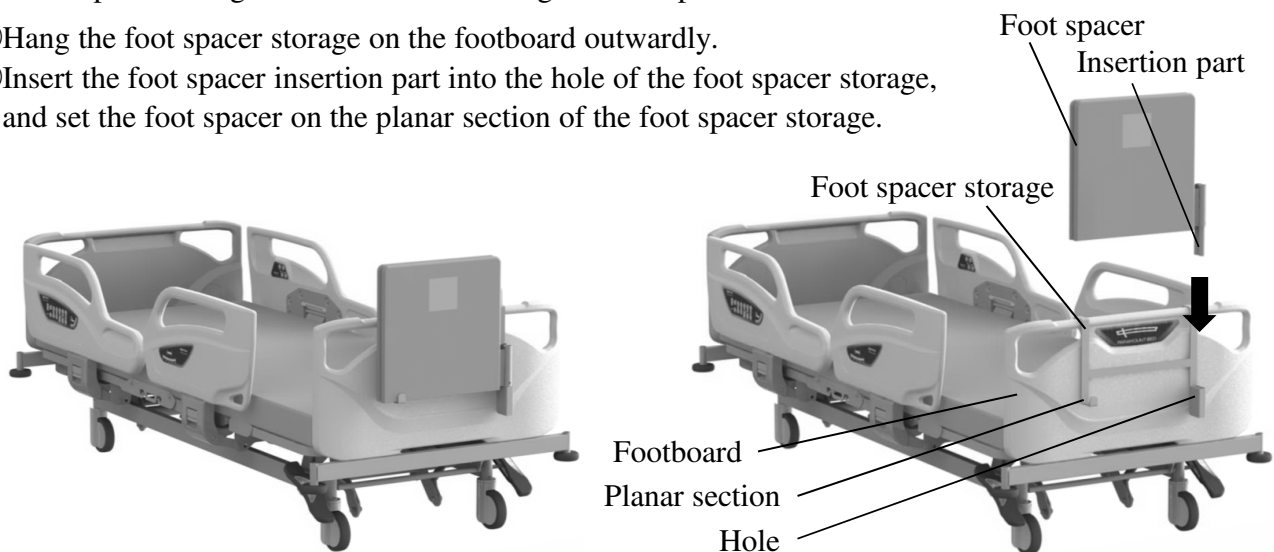 Hang the foot spacer storage on the footboard outwardly.
Insert the foot spacer insertion part into the hole of the foot spacer storage,
and set the foot spacer on the planar section of the foot spacer storage.
Foot spacer
Insertion part
Foot spacer storage
PARAMOUNT BED
Footboard
Planar section
Hole